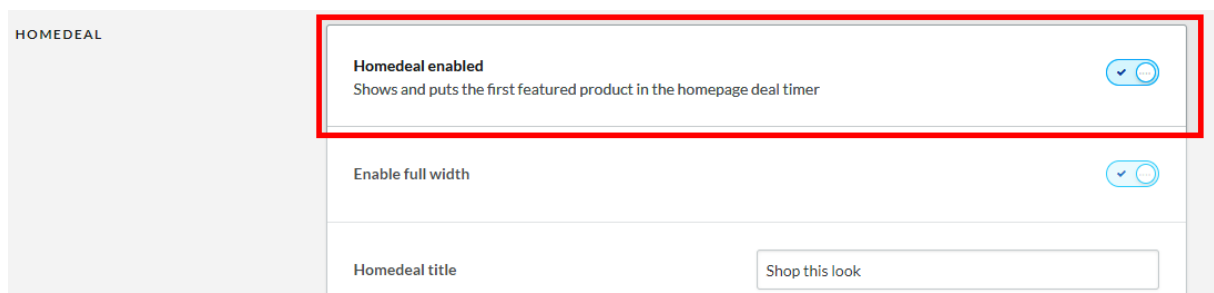 HOMEDEAL
Homedeal enabled
Shows and puts the first featured product in the homepage deal timer
Enable full width
Homedeal title
Shop this look